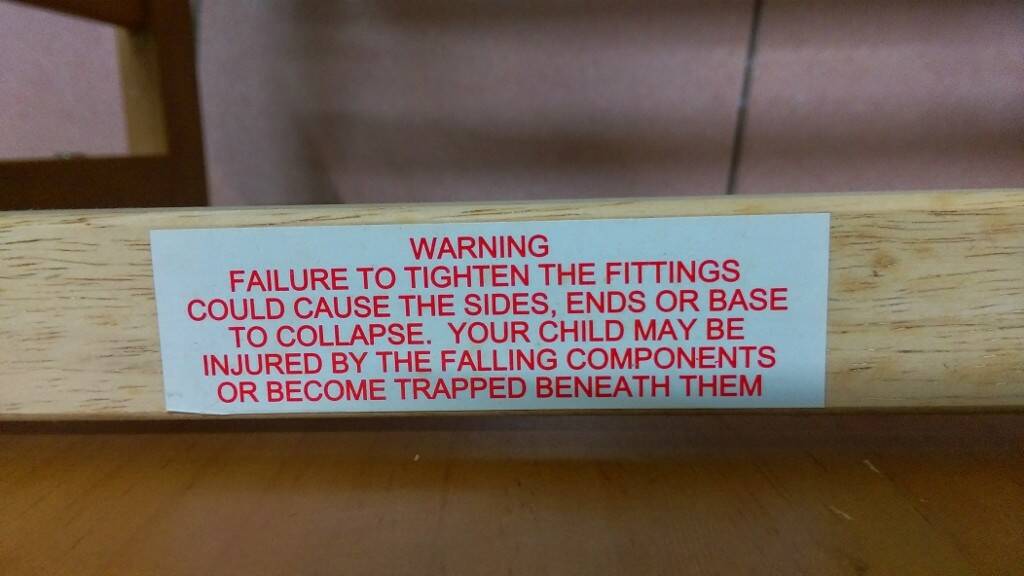 WARNING
FAILURE TO TIGHTEN THE FITTINGS
COULD CAUSE THE SIDES, ENDS OR BASE
TO COLLAPSE. YOUR CHILD MAY BE
INJURED BY THE FALLING COMPONENTS
OR BECOME TRAPPED BENEATH THEM